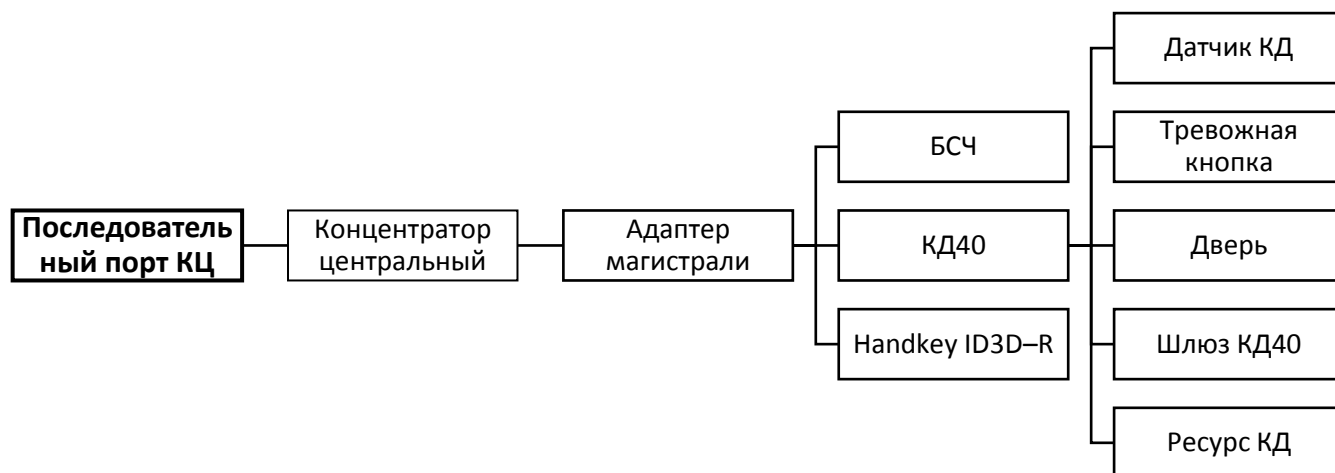 Последователь
ный порт КЦ
Концентратор
центральный
Адаптер
магистрали
БСЧ
КД40
Handkey ID3D–R
Датчик КД
Тревожная
кнопка
Дверь
Шлюз КД40
Ресурс КД